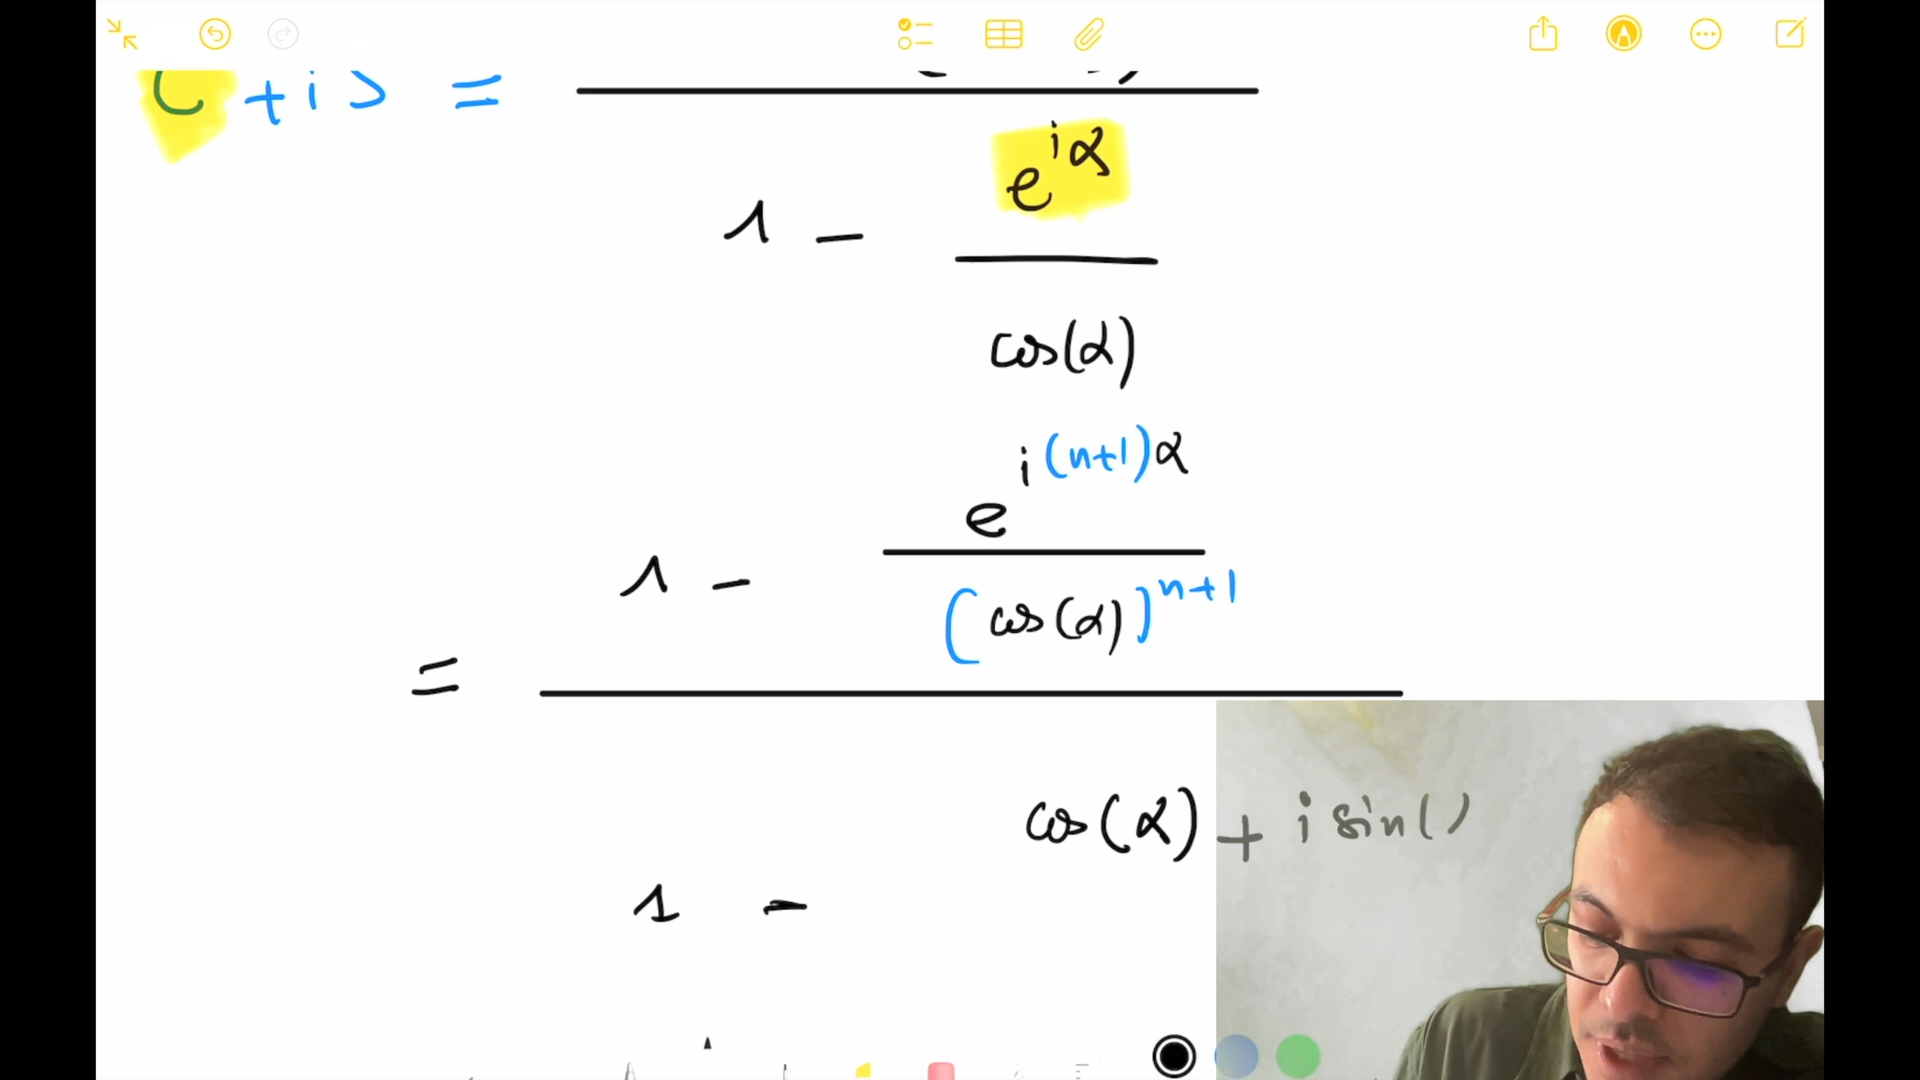 C + i S =
e^{iα}
1 -
cos(α)
e^{i(n+1)α}
1 -
(cos(α))^{n+1}
=
cos(α) + i sin()
1 -